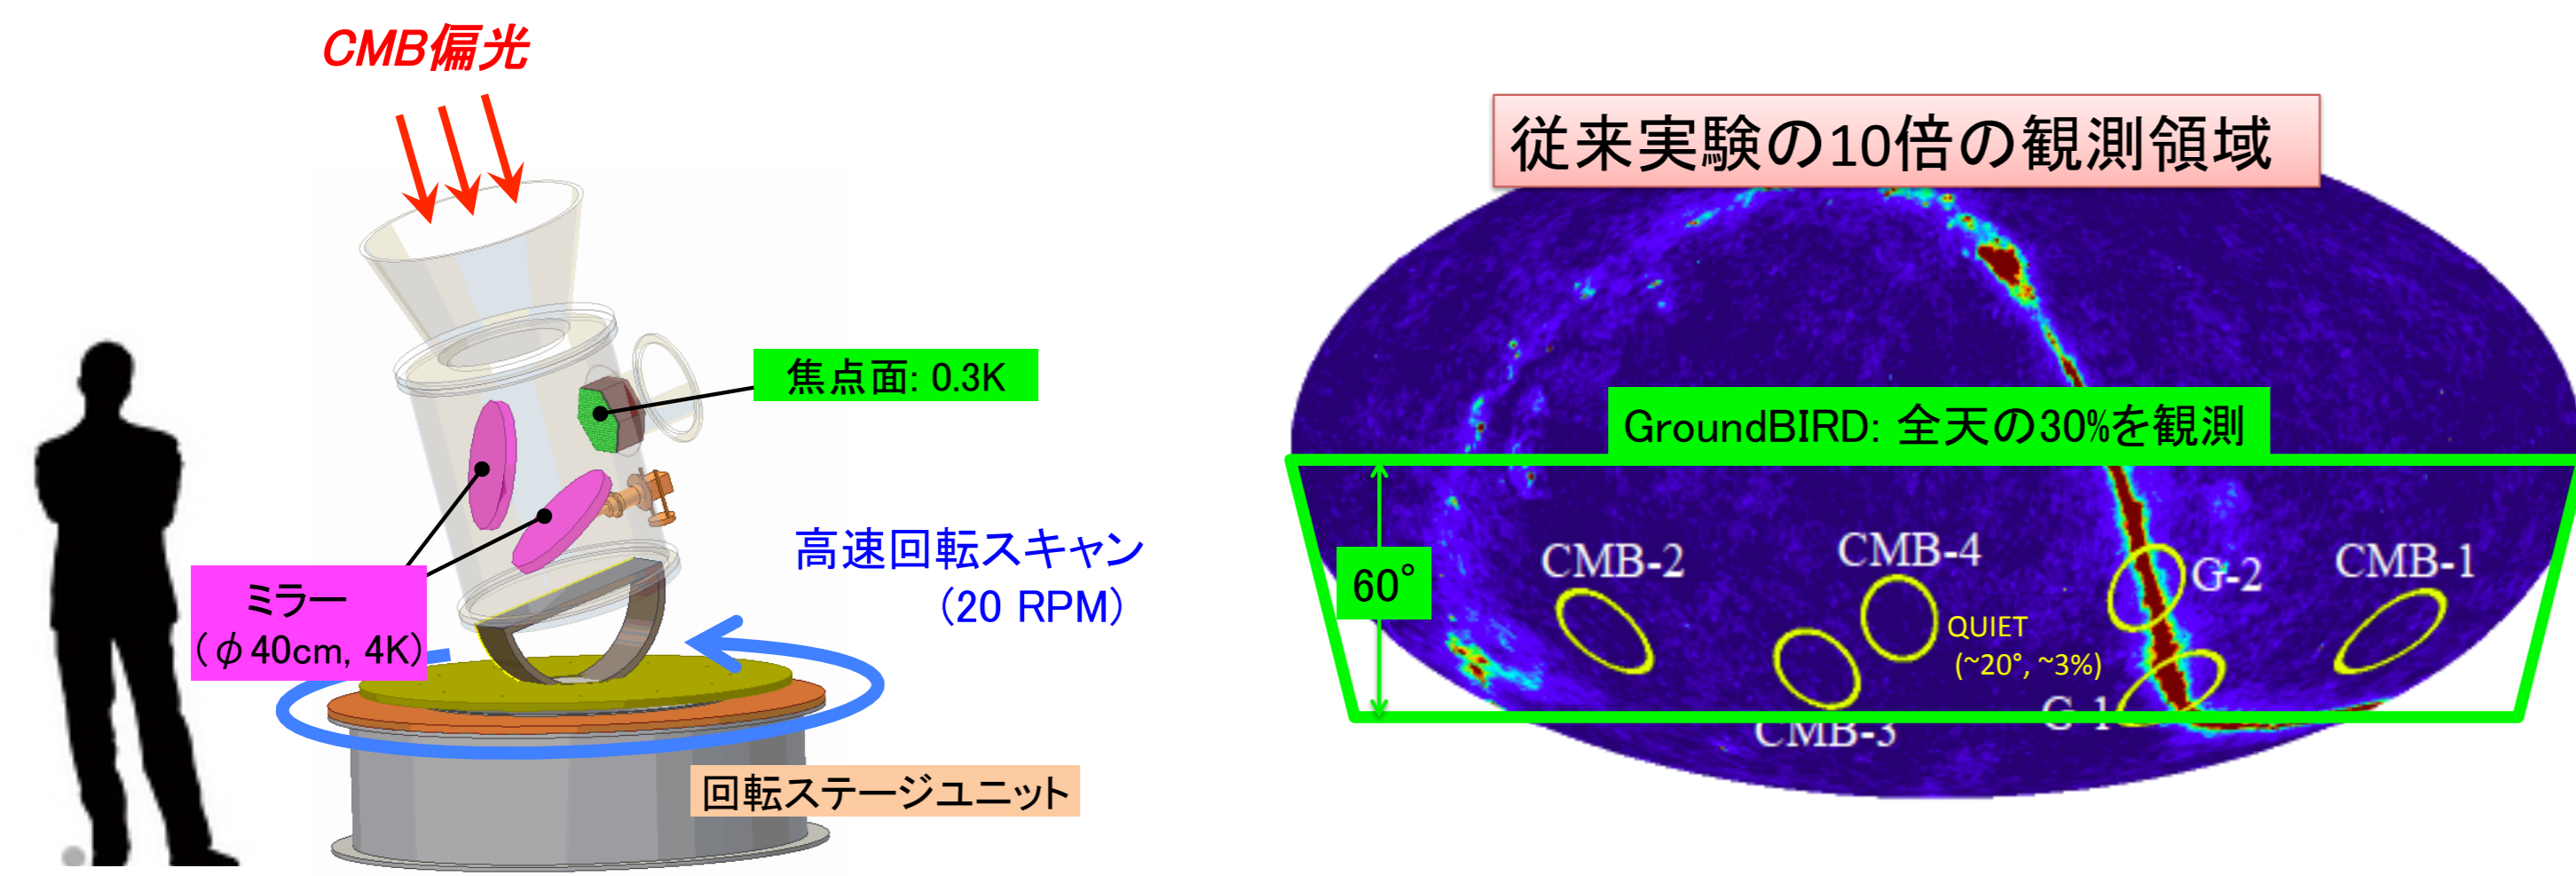 CMB偏光
焦点面: 0.3K
高速回転スキャン
(20 RPM)
ミラー
(φ40cm, 4K)
回転ステージユニット
従来実験の10倍の観測領域
GroundBIRD: 全天の30%を観測
60°
CMB-2
CMB-4
G-2
CMB-1
QUIET
(~20°, ~3%)
CMB-3
G-1